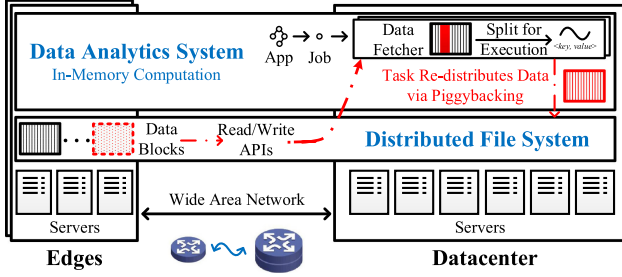 Data Analytics System
In-Memory Computation
App
Job
Data
Fetcher
Split for
Execution
<key, value>
Task Re-distributes Data
via Piggybacking
Data
Blocks
Read/Write
APIs
Distributed File System
Servers
Wide Area Network
Servers
Edges
Datacenter